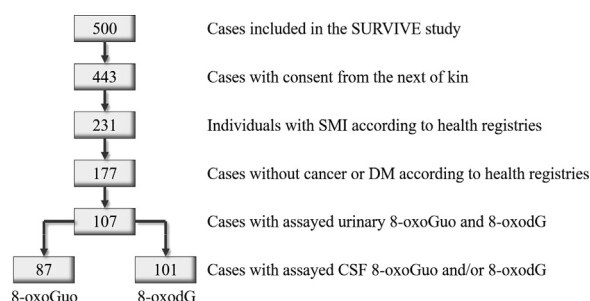 500 Cases included in the SURVIVE study
443 Cases with consent from the next of kin
231 Individuals with SMI according to health registries
177 Cases without cancer or DM according to health registries
107 Cases with assayed urinary 8-oxoGuo and 8-oxodG
87 101 Cases with assayed CSF 8-oxoGuo and/or 8-oxodG
8-oxoGuo 8-oxodG